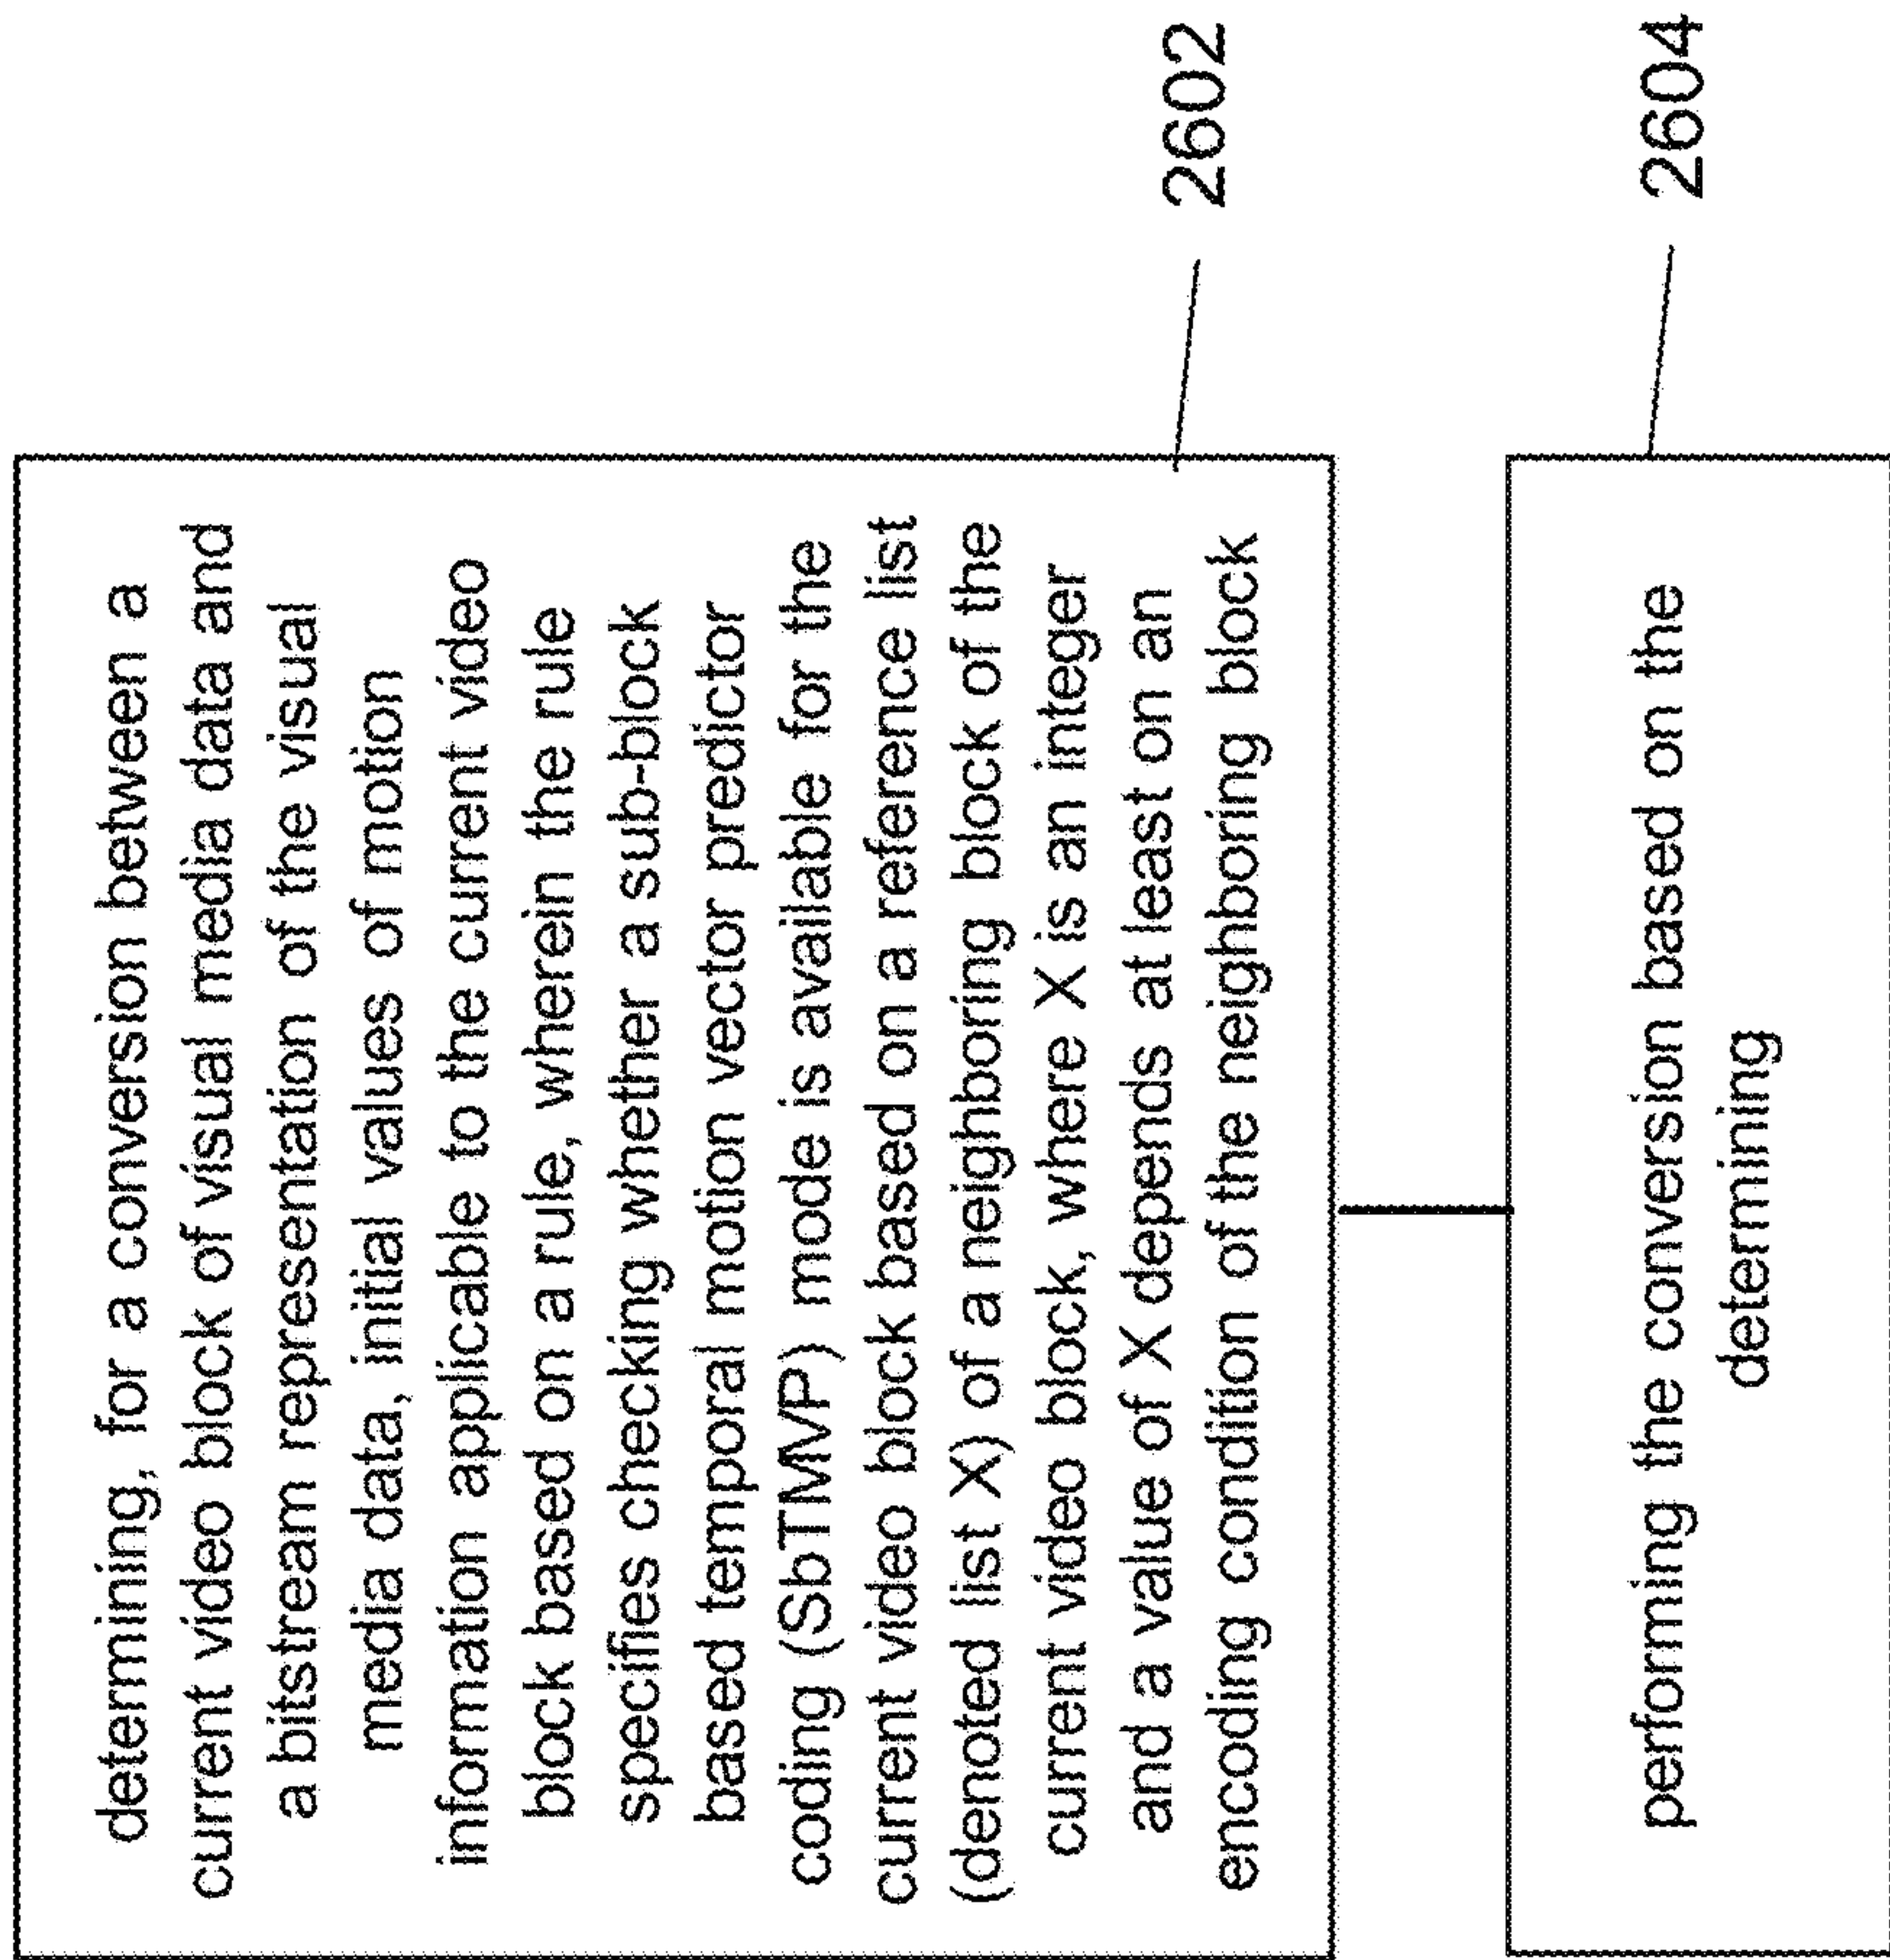 determining, for a conversion between a
current video block of visual media data and
a bitstream representation of the visual
media data, initial values of motion
information applicable to the current video
block based on a rule, wherein the rule
specifies checking whether a sub-block
based temporal motion vector predictor
coding (SbTMVP) mode is available for the
current video block based on a reference list
(denoted list X) of a neighboring block of the
current video block, where X is an integer
and a value of X depends at least on an
encoding condition of the neighboring block
2602
performing the conversion based on the
determining
2604